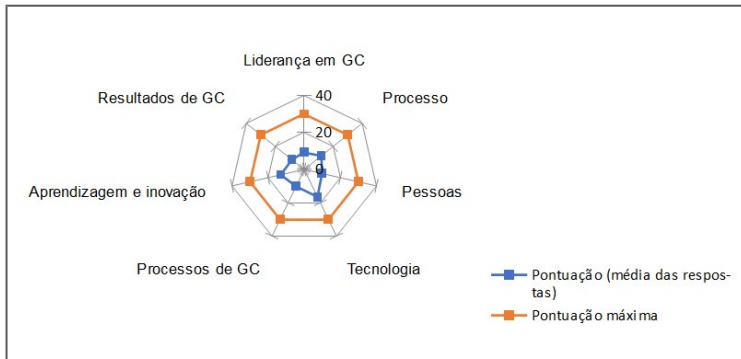 Liderança em GC
Resultados de GC
40
Processo
20
0
Aprendizagem e inovação
Pessoas
Processos de GC
Tecnologia
Pontuação (média das respos-
tas)
Pontuação máxima